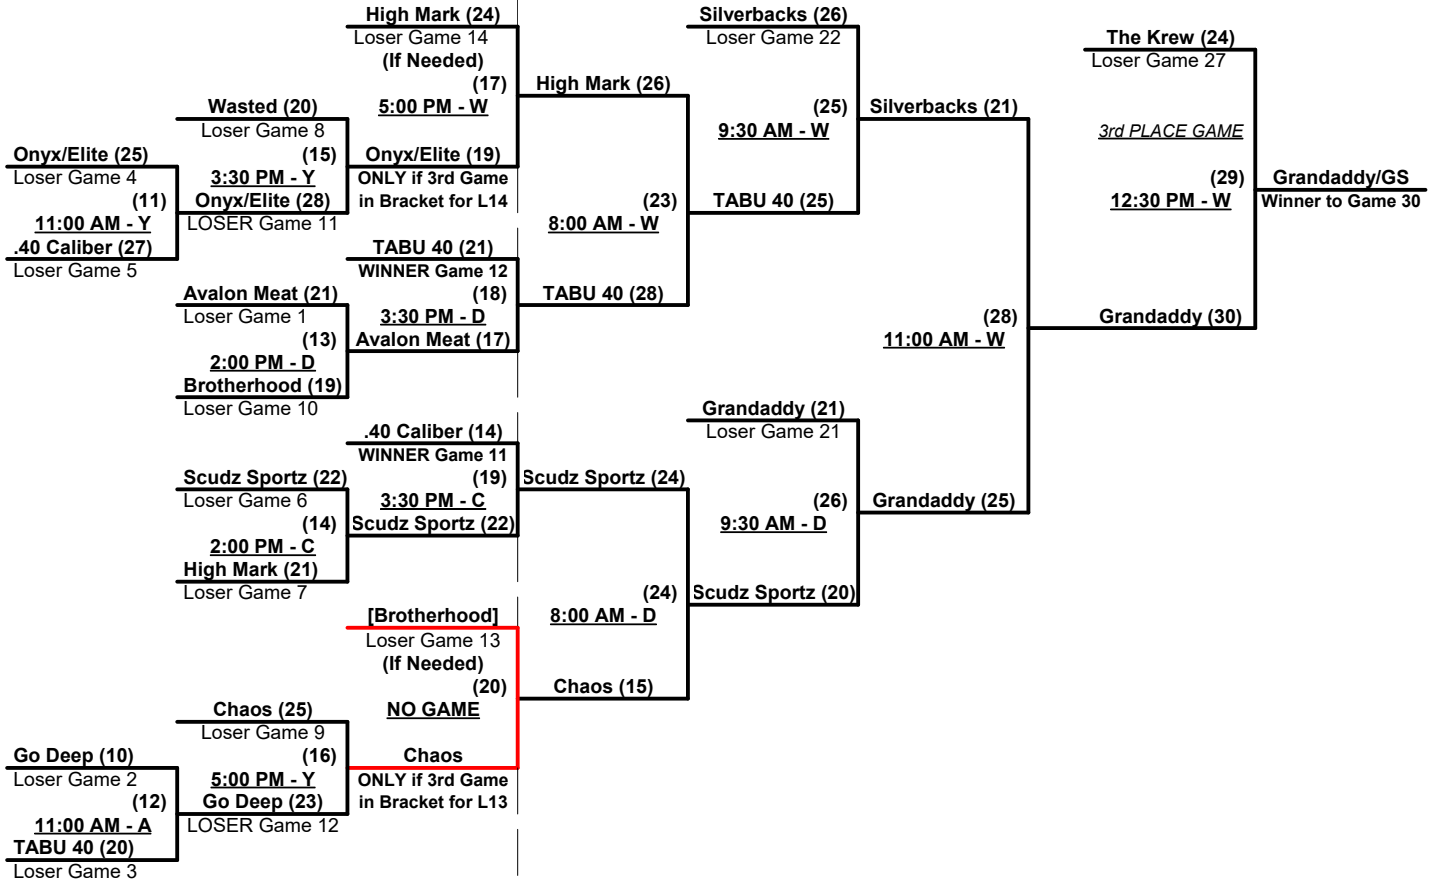 High Mark (24)
Loser Game 14
(If Needed)
(17)
5:00 PM - W
Silverbacks (26)
Loser Game 22
The Krew (24)
Loser Game 27
High Mark (26)
Wasted (20)
Loser Game 8
(15)
3:30 PM - Y
(25)
9:30 AM - W
Silverbacks (21)
3rd PLACE GAME
Onyx/Elite (25)
Loser Game 4
(11)
11:00 AM - Y
Onyx/Elite (19)
ONLY if 3rd Game
in Bracket for L14
Onyx/Elite (28)
LOSER Game 11
(23)
8:00 AM - W
TABU 40 (25)
(29)
12:30 PM - W
Grandaddy/GS
Winner to Game 30
.40 Caliber (27)
Loser Game 5
TABU 40 (21)
WINNER Game 12
(18)
3:30 PM - D
TABU 40 (28)
Avalon Meat (21)
Loser Game 1
(13)
2:00 PM - D
Avalon Meat (17)
(28)
11:00 AM - W
Grandaddy (30)
Brotherhood (19)
Loser Game 10
Grandaddy (21)
Loser Game 21
.40 Caliber (14)
WINNER Game 11
(19)
3:30 PM - C
Scudz Sportz (24)
Scudz Sportz (22)
Loser Game 6
(14)
2:00 PM - C
Scudz Sportz (22)
(26)
9:30 AM - D
Grandaddy (25)
High Mark (21)
Loser Game 7
(24)
8:00 AM - D
Scudz Sportz (20)
[Brotherhood]
Loser Game 13
(If Needed)
(20)
NO GAME
Chaos (15)
Chaos (25)
Loser Game 9
(16)
5:00 PM - Y
Chaos
ONLY if 3rd Game
in Bracket for L13
Go Deep (10)
Loser Game 2
(12)
11:00 AM - A
Go Deep (23)
LOSER Game 12
TABU 40 (20)
Loser Game 3